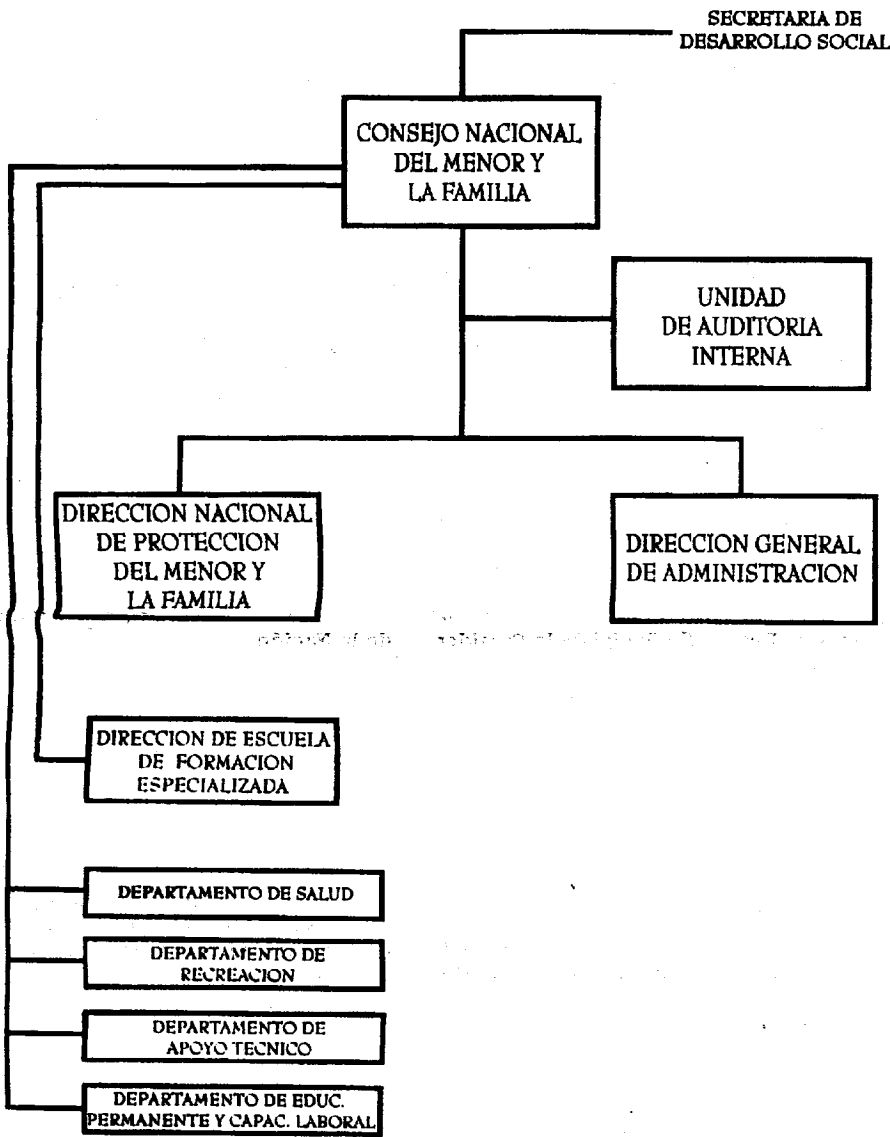 SECRETARIA DE
DESARROLLO SOCIAL
CONSEJO NACIONAL
DEL MENOR Y
LA FAMILIA
UNIDAD
DE AUDITORIA
INTERNA
DIRECCION NACIONAL
DE PROTECCION
DEL MENOR Y
LA FAMILIA
DIRECCION GENERAL
DE ADMINISTRACION
DIRECCION DE ESCUELA
DE FORMACION
ESPECIALIZADA
DEPARTAMENTO DE SALUD
DEPARTAMENTO DE
RECREACION
DEPARTAMENTO DE
APOYO TECNICO
DEPARTAMENTO DE EDUC.
PERMANENTE Y CAPAC. LABORAL